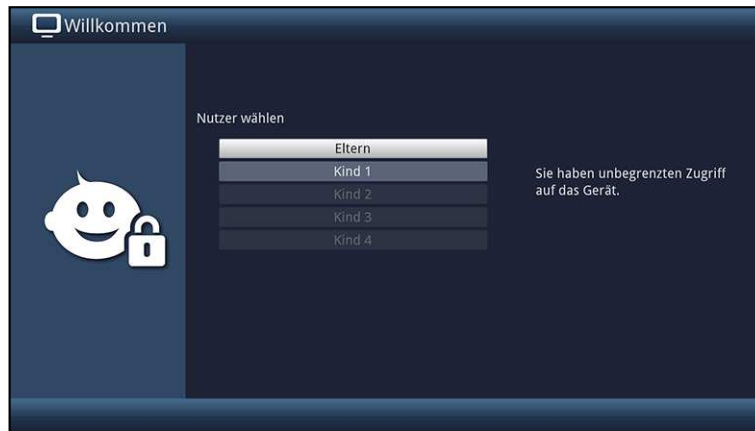 Willkommen
Nutzer wählen
Eltern
Kind 1
Kind 2
Kind 3
Kind 4
Sie haben unbegrenzten Zugriff
auf das Gerät.